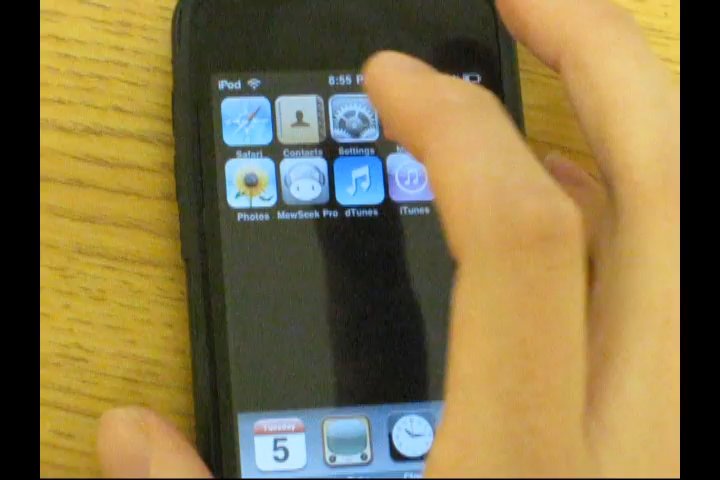 iPod 8:55 P
Safari Contacts Settings
Photos MewSeek Pro dTunes iTunes
Tuesday
5